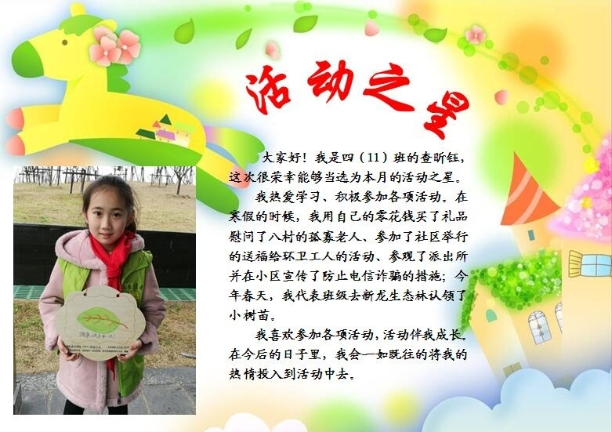 活动之星
大家好！我是四（11）班的查昕钰，
这次很荣幸能够当选为本月的活动之星。
我热爱学习、积极参加各项活动。在
寒假的时候，我用自己的零花钱买了礼品
慰问了八村的孤寡老人、参加了社区举行
的送福给环卫工人的活动、参观了派出所
并在小区宣传了防止电信诈骗的措施；今
年春天，我代表班级去新龙生态林认领了
小树苗。
我喜欢参加各项活动，活动伴我成长。
在今后的日子里，我会一如既往的将我的
热情投入到活动中去。